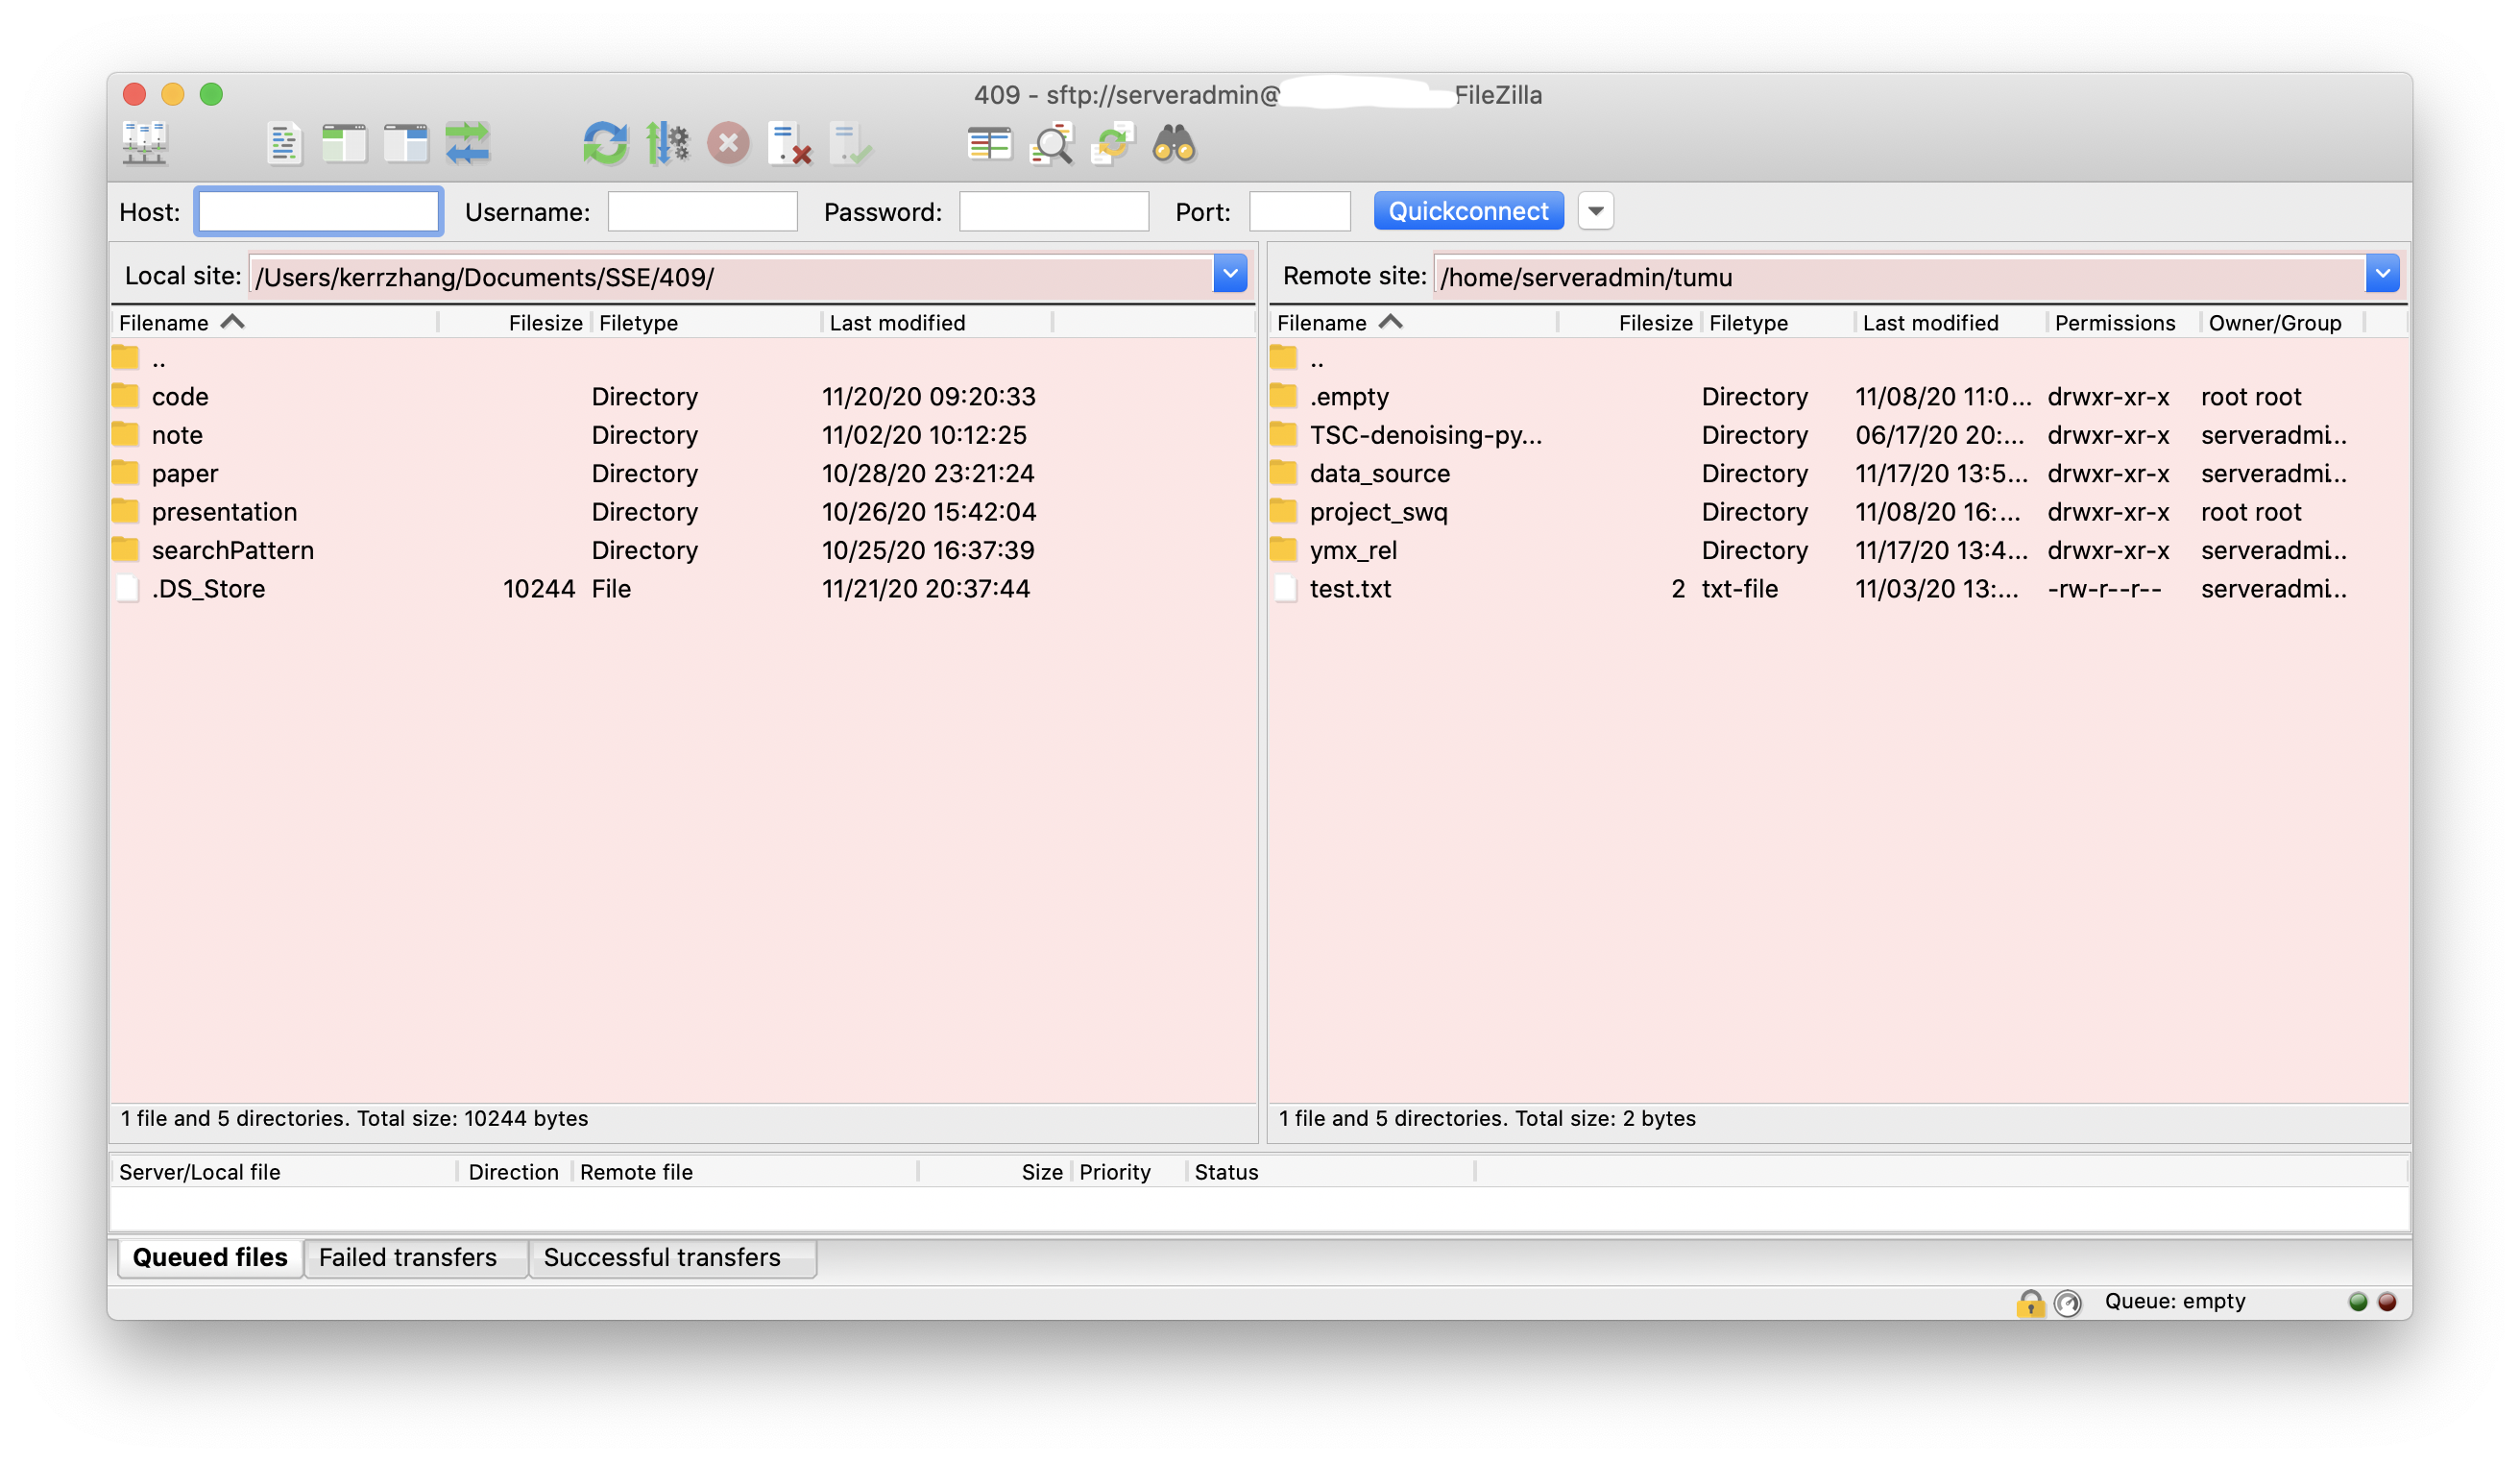 409 - sftp://serveradmin@ FileZilla
Host: Username: Password: Port: Quickconnect
Local site: /Users/kerrzhang/Documents/SSE/409/
Filename Filesize Filetype Last modified
..
code Directory 11/20/20 09:20:33
note Directory 11/02/20 10:12:25
paper Directory 10/28/20 23:21:24
presentation Directory 10/26/20 15:42:04
searchPattern Directory 10/25/20 16:37:39
.DS_Store 10244 File 11/21/20 20:37:44
1 file and 5 directories. Total size: 10244 bytes
Remote site: /home/serveradmin/tumu
Filename Filesize Filetype Last modified Permissions Owner/Group
..
.empty Directory 11/08/20 11:0... drwxr-xr-x root root
TSC-denoising-py... Directory 06/17/20 20:... drwxr-xr-x serveradmi...
data_source Directory 11/17/20 13:5... drwxr-xr-x serveradmi...
project_swq Directory 11/08/20 16:... drwxr-xr-x root root
ymx_rel Directory 11/17/20 13:4... drwxr-xr-x serveradmi...
test.txt 2 txt-file 11/03/20 13:... -rw-r--r-- serveradmi...
1 file and 5 directories. Total size: 2 bytes
Server/Local file Direction Remote file Size Priority Status
Queued files Failed transfers Successful transfers
Queue: empty